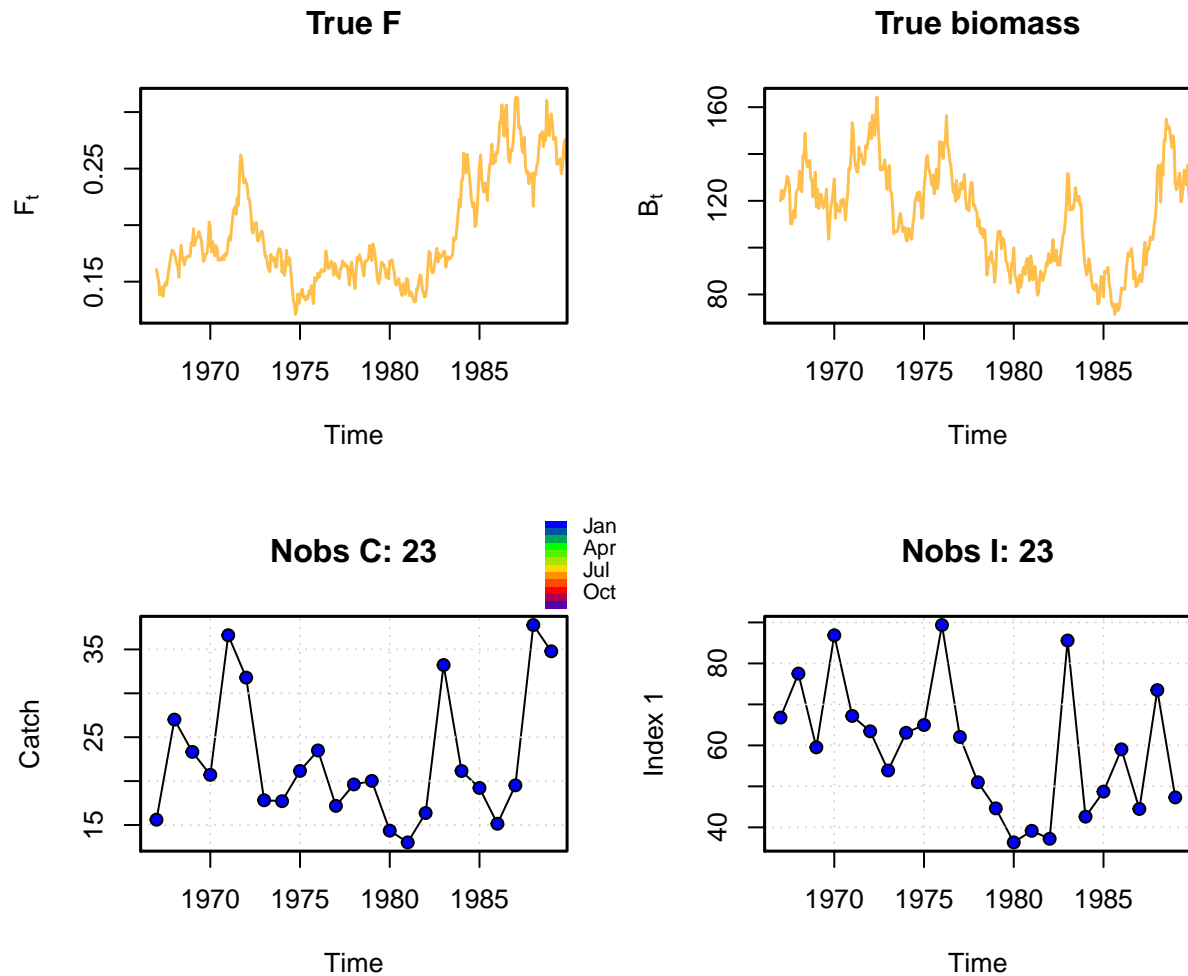 True F
F_t
0.15
0.25
1970 1975 1980 1985
Time
True biomass
B_t
80
120
160
1970 1975 1980 1985
Time
Nobs C: 23
Jan
Apr
Jul
Oct
Catch
15
25
35
1970 1975 1980 1985
Time
Nobs I: 23
Index 1
40
60
80
1970 1975 1980 1985
Time